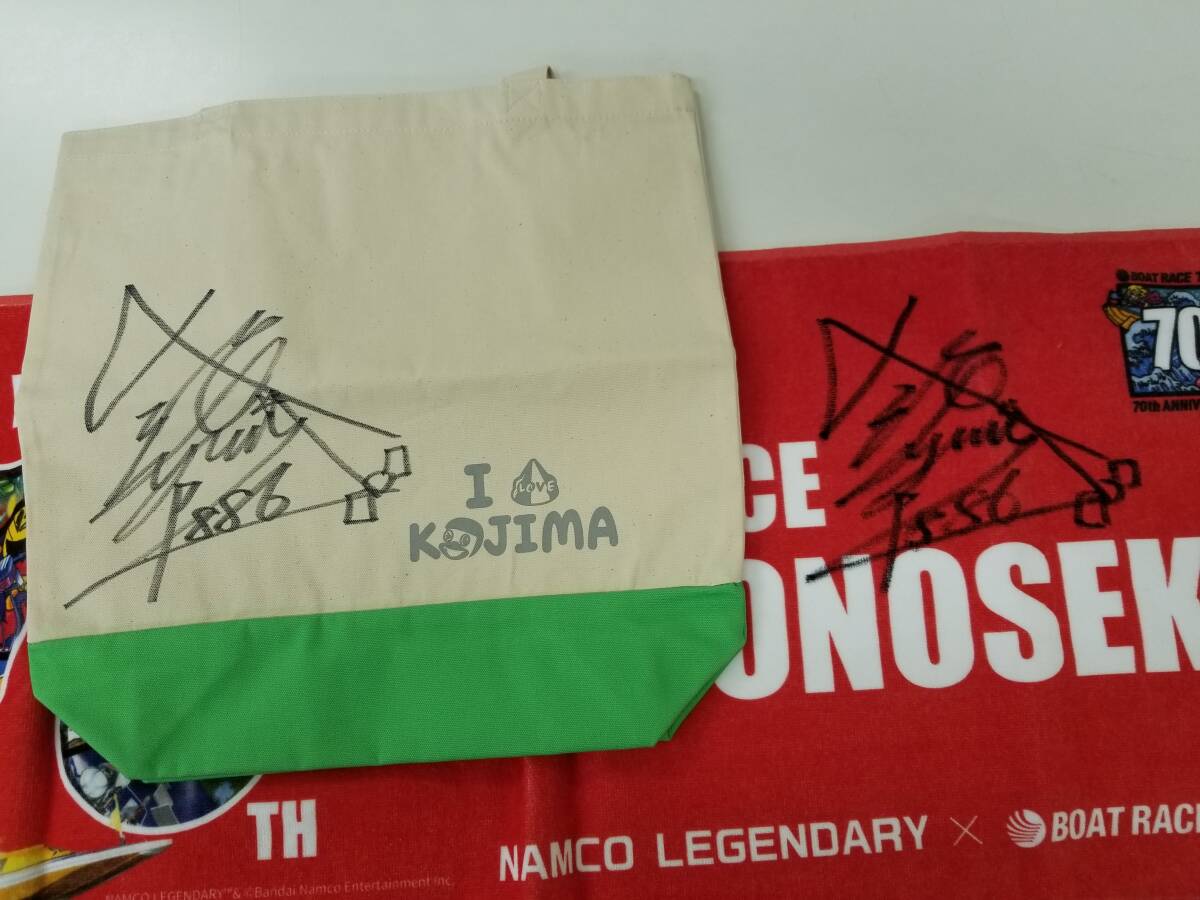 I LOVE
KOJIMA
BOAT RACE T
70
70th ANNIV
CE
ONOSEK
TH
NAMCO LEGENDARY × BOAT RACE
NAMCO LEGENDARY™& ©Bandai Namco Entertainment Inc.